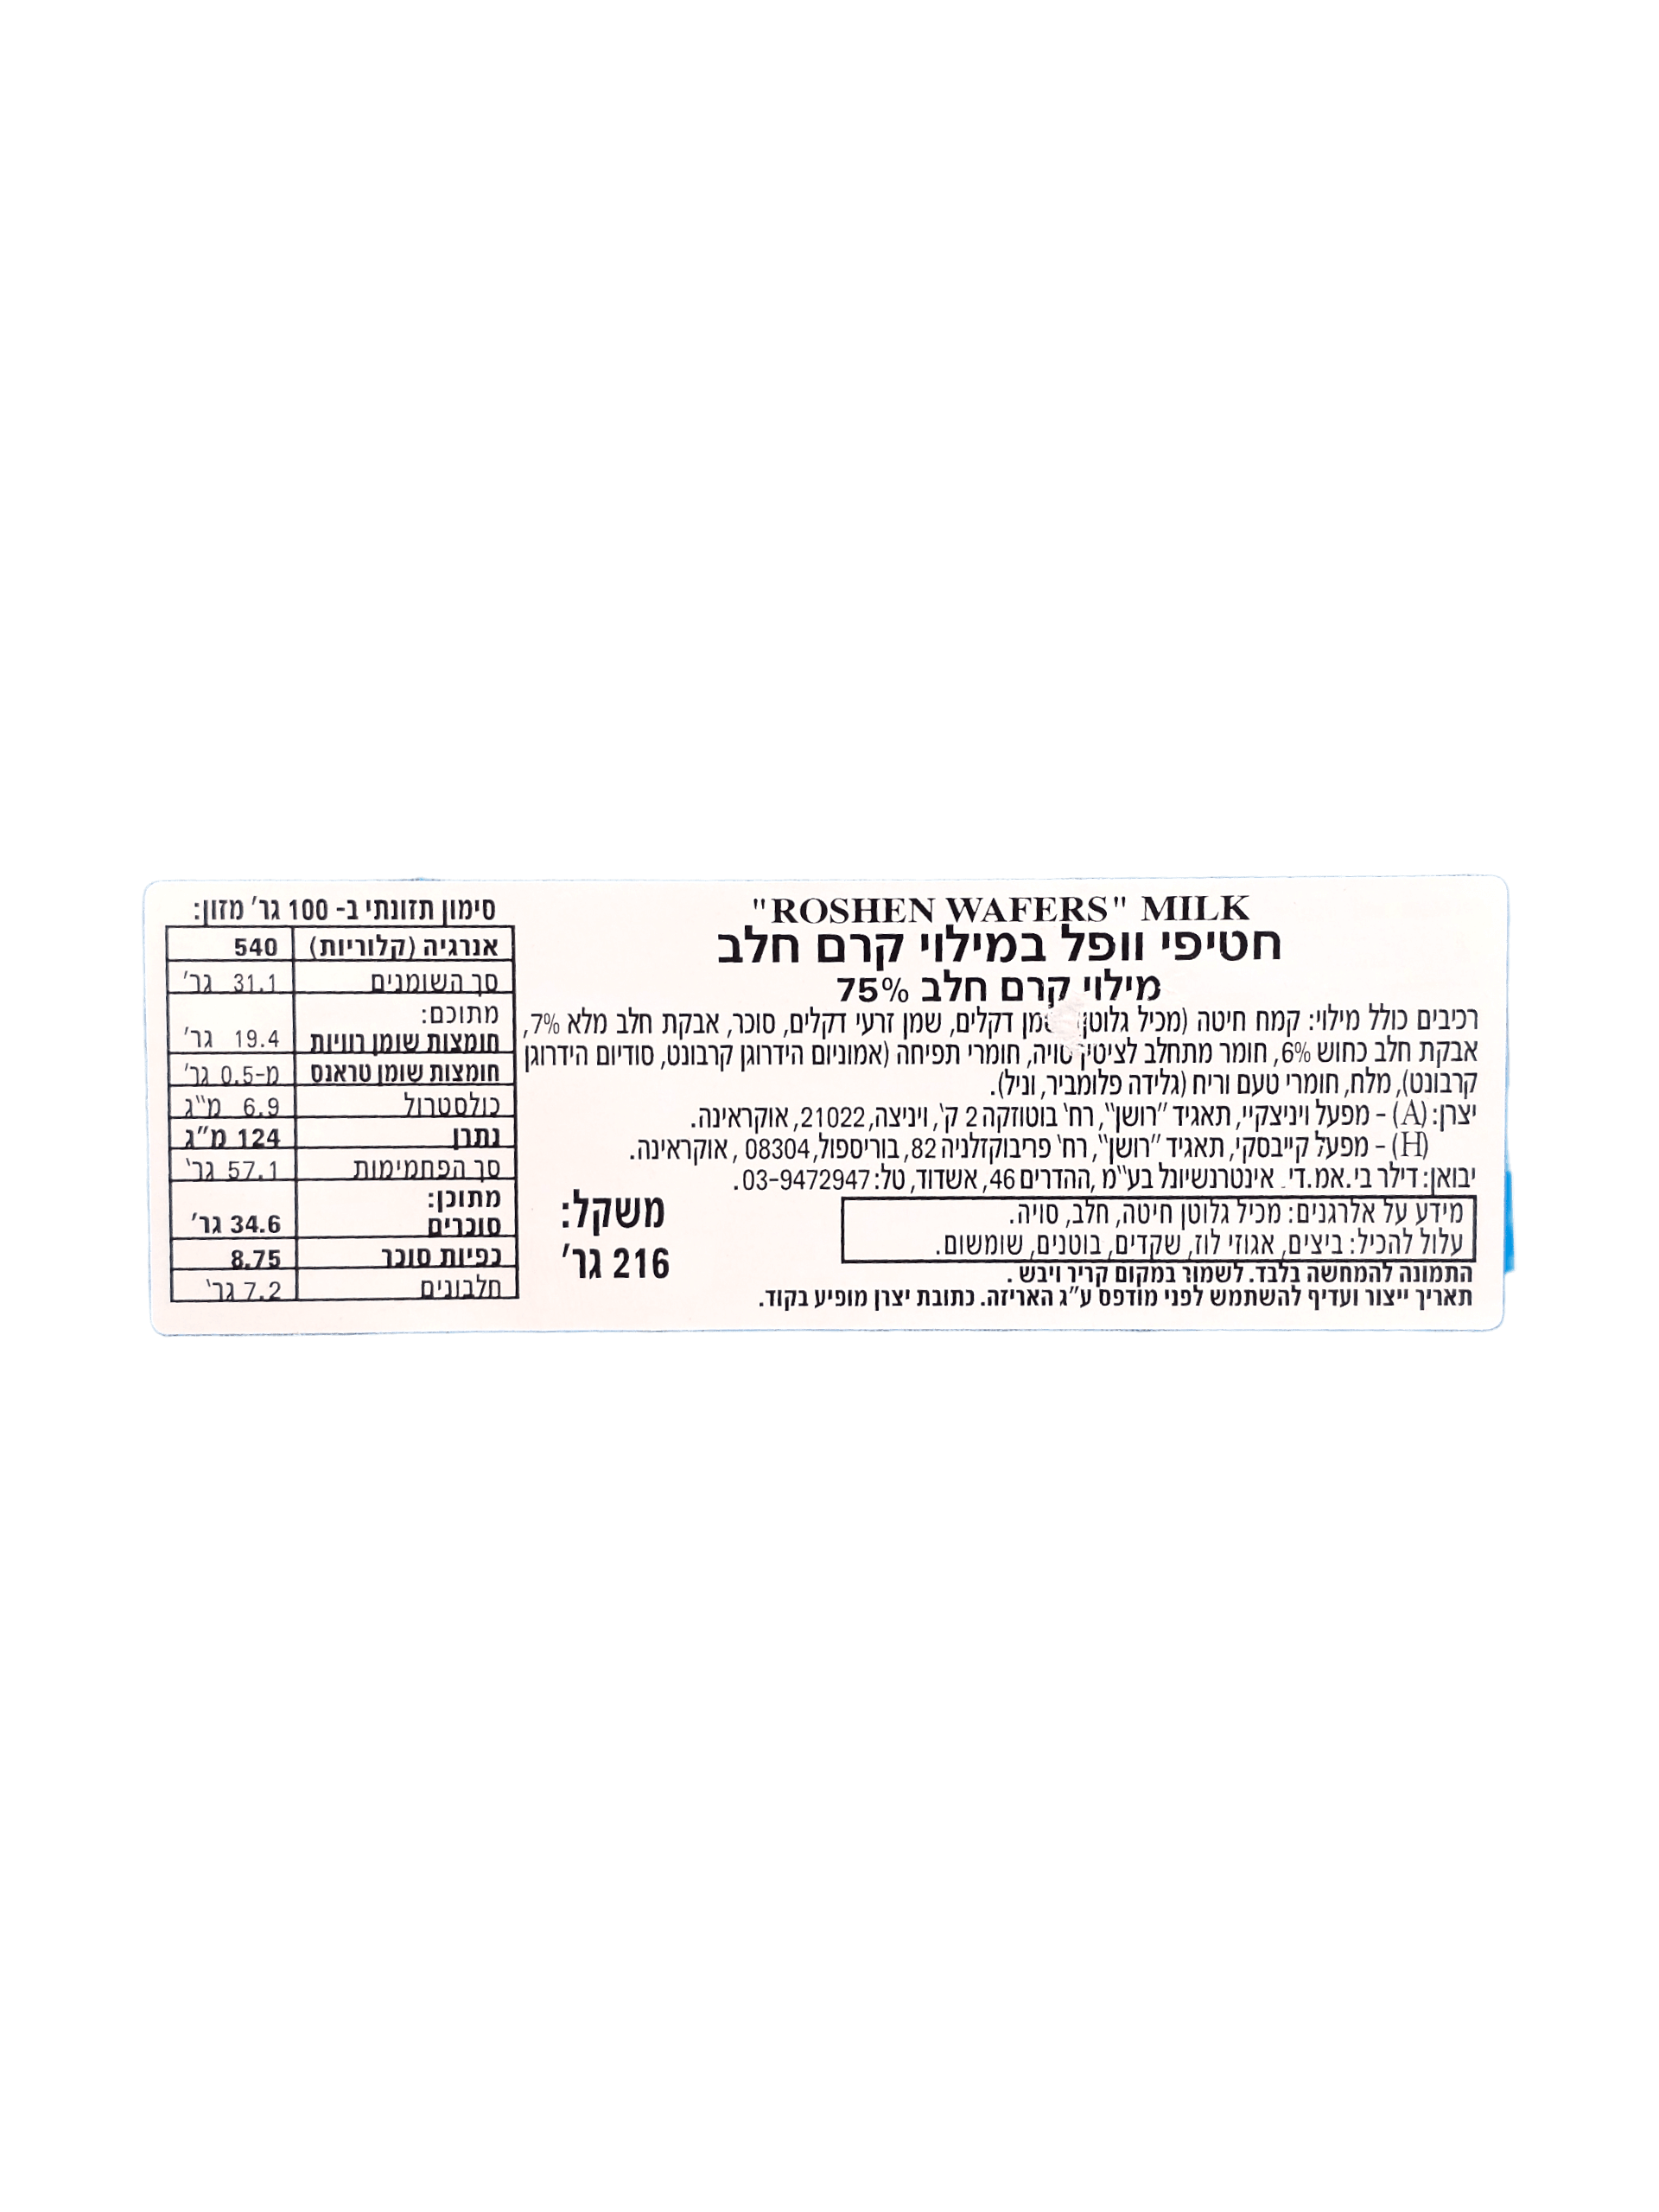 "ROSHEN WAFERS" MILK
חטיפי וופל במילוי קרם חלב
מילוי קרם חלב 75%
רכיבים כולל מילוי: קמח חיטה (מכיל גלוטן דקלים, שמן זרעי דקלים, סוכר, אבקת חלב מלא 7%,
אבקת חלב כחוש 6%, חומר מתחלב לציטין סויה, חומרי תפיחה (אמוניום הידרוגן קרבונט, סודיום הידרוגן
קרבונט), מלח, חומרי טעם וריח (גלידה פלומביר, וניל).
יצרן: (A) – מפעל ויניצקיי, תאגיד "רושן", רח' בוטוזקה 2 ק', ויניצה, 21022, אוקראינה.
(H) – מפעל קייבסקי, תאגיד "רושן", רח' פריבוקזלניה 82, בוריספול, 08304, אוקראינה.
יבואן: דילר בי.אמ.די. אינטרנשיונל בע"מ, ההדרים 46, אשדוד, טל: 03-9472947.
מידע על אלרגנים: מכיל גלוטן חיטה, חלב, סויה.
עלול להכיל: ביצים, אגוזי לוז, שקדים, בוטנים, שומשום.
התמונה להמחשה בלבד. לשמור במקום קריר ויבש.
תאריך ייצור ועדיף להשתמש לפני מודפס ע"ג האריזה. כתובת יצרן מופיע בקוד.
משקל:
216 גר'
סימון תזונתי ב- 100 גר' מזון:
אנרגיה (קלוריות) 540
סך השומנים 31.1 גר'
מתוכם:
חומצות שומן רוויות 19.4 גר'
חומצות שומן טראנס מ-0.5 גר'
כולסטרול 6.9 מ"ג
נתרן 124 מ"ג
סך הפחמימות 57.1 גר'
מתוכן:
סוכרים 34.6 גר'
כפיות סוכר 8.75
חלבונים 7.2 גר'